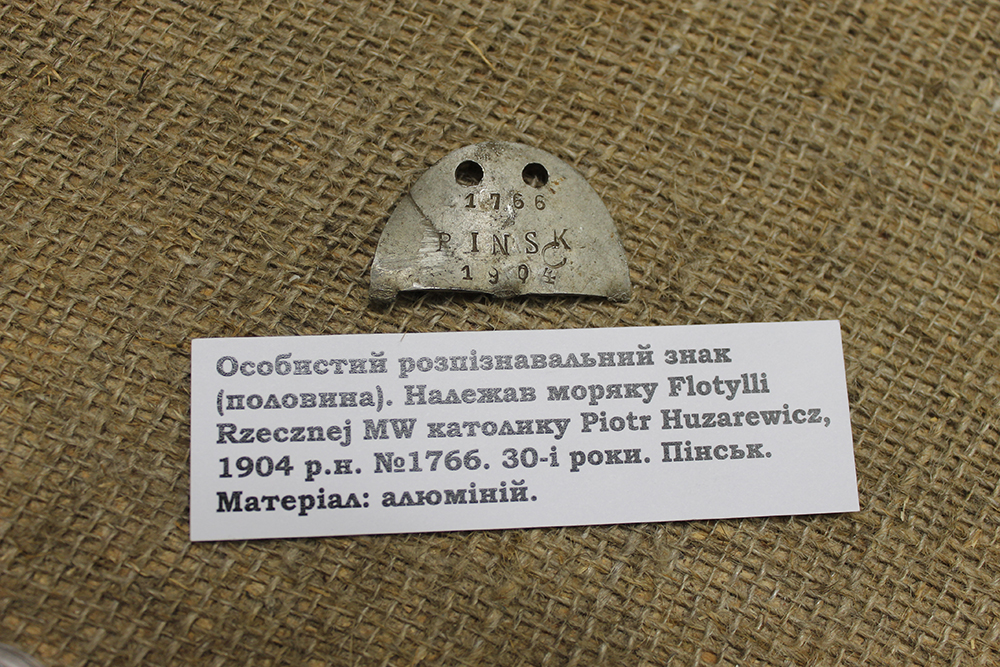 1766
PINSK
C
1904
Особистий розпізнавальний знак
(половина). Належав моряку Flotylli
Rzecznej MW католику Piotr Huzarewicz,
1904 р.н. №1766. 30-і роки. Пінськ.
Матеріал: алюміній.